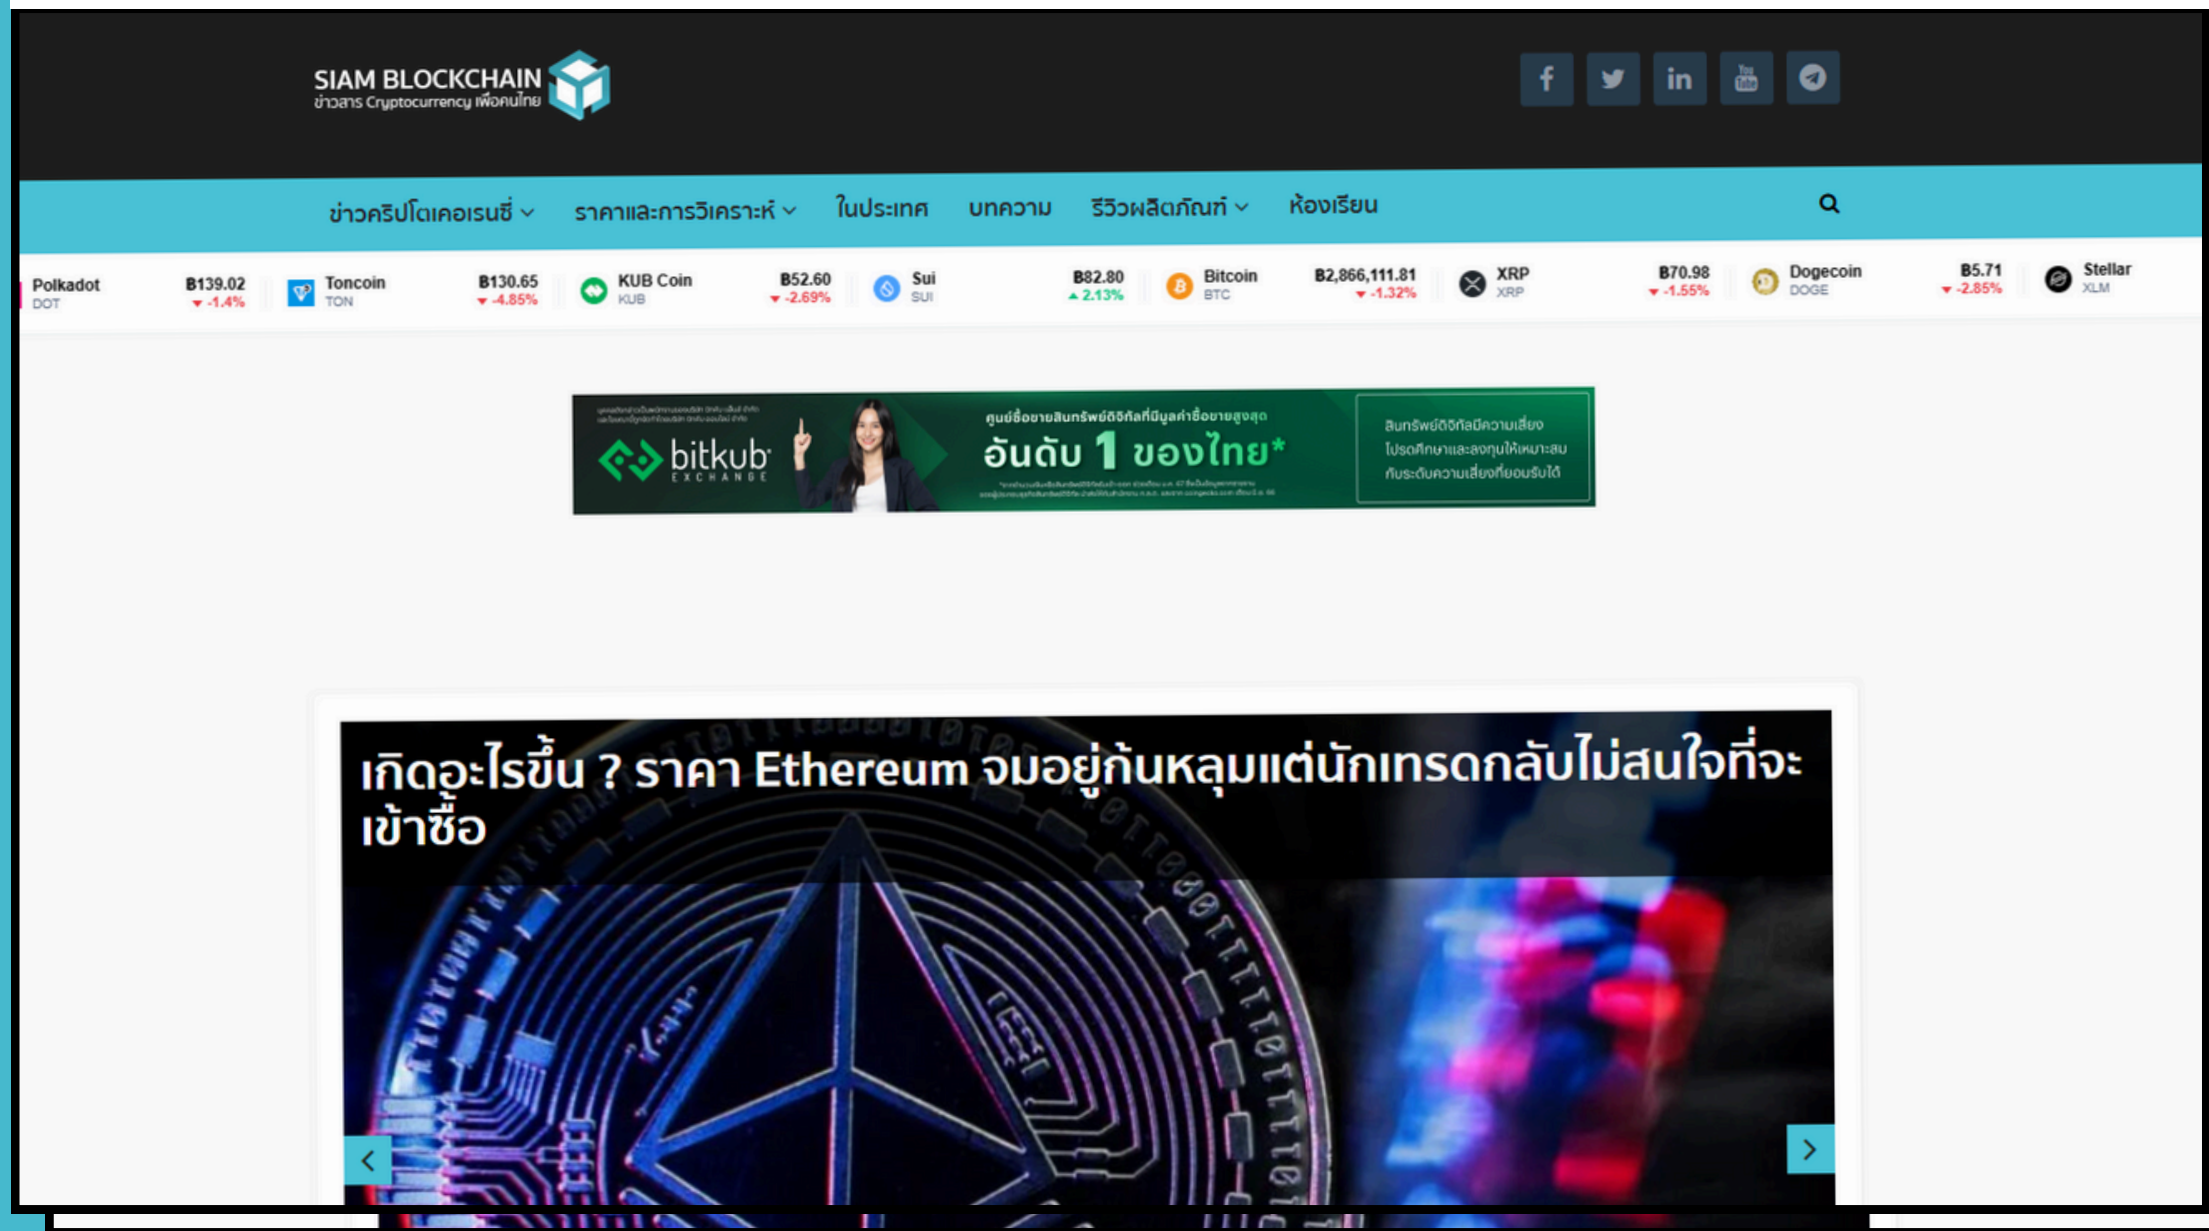 SIAM BLOCKCHAIN
ข่าวสาร Cryptocurrency เพื่อคนไทย
ข่าวคริปโตเคอเรนซี่
ราคาและการวิเคราะห์
ในประเทศ
บทความ
รีวิวผลิตภัณฑ์
ห้องเรียน
Polkadot
DOT
฿139.02
▼ -1.4%
Toncoin
TON
฿130.65
▼ -4.85%
KUB Coin
KUB
฿52.60
▼ -2.69%
Sui
SUI
฿82.80
▲ 2.13%
Bitcoin
BTC
฿2,866,111.81
▼ -1.32%
XRP
XRP
฿70.98
▼ -1.55%
Dogecoin
DOGE
฿5.71
▼ -2.85%
Stellar
XLM
bitkub
EXCHANGE
ศูนย์ซื้อขายสินทรัพย์ดิจิทัลที่มีมูลค่าซื้อขายสูงสุด
อันดับ 1 ของไทย*
สินทรัพย์ดิจิทัลมีความเสี่ยง
โปรดศึกษาและลงทุนให้เหมาะสม
กับระดับความเสี่ยงที่ยอมรับได้
เกิดอะไรขึ้น ? ราคา Ethereum จมอยู่ก้นหลุมแต่นักเทรดกลับไม่สนใจที่จะ
เข้าซื้อ